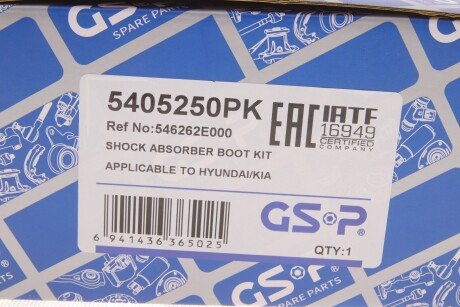 GSP
SPARE PARTS
5405250PK
Ref No:546262E000
SHOCK ABSORBER BOOT KIT
APPLICABLE TO HYUNDAI/KIA
EAC
IATF
16949
CERTIFIED
COMPANY
6 941436 365025
GSP
QTY:1
GSP
SPARE PARTS
GSP